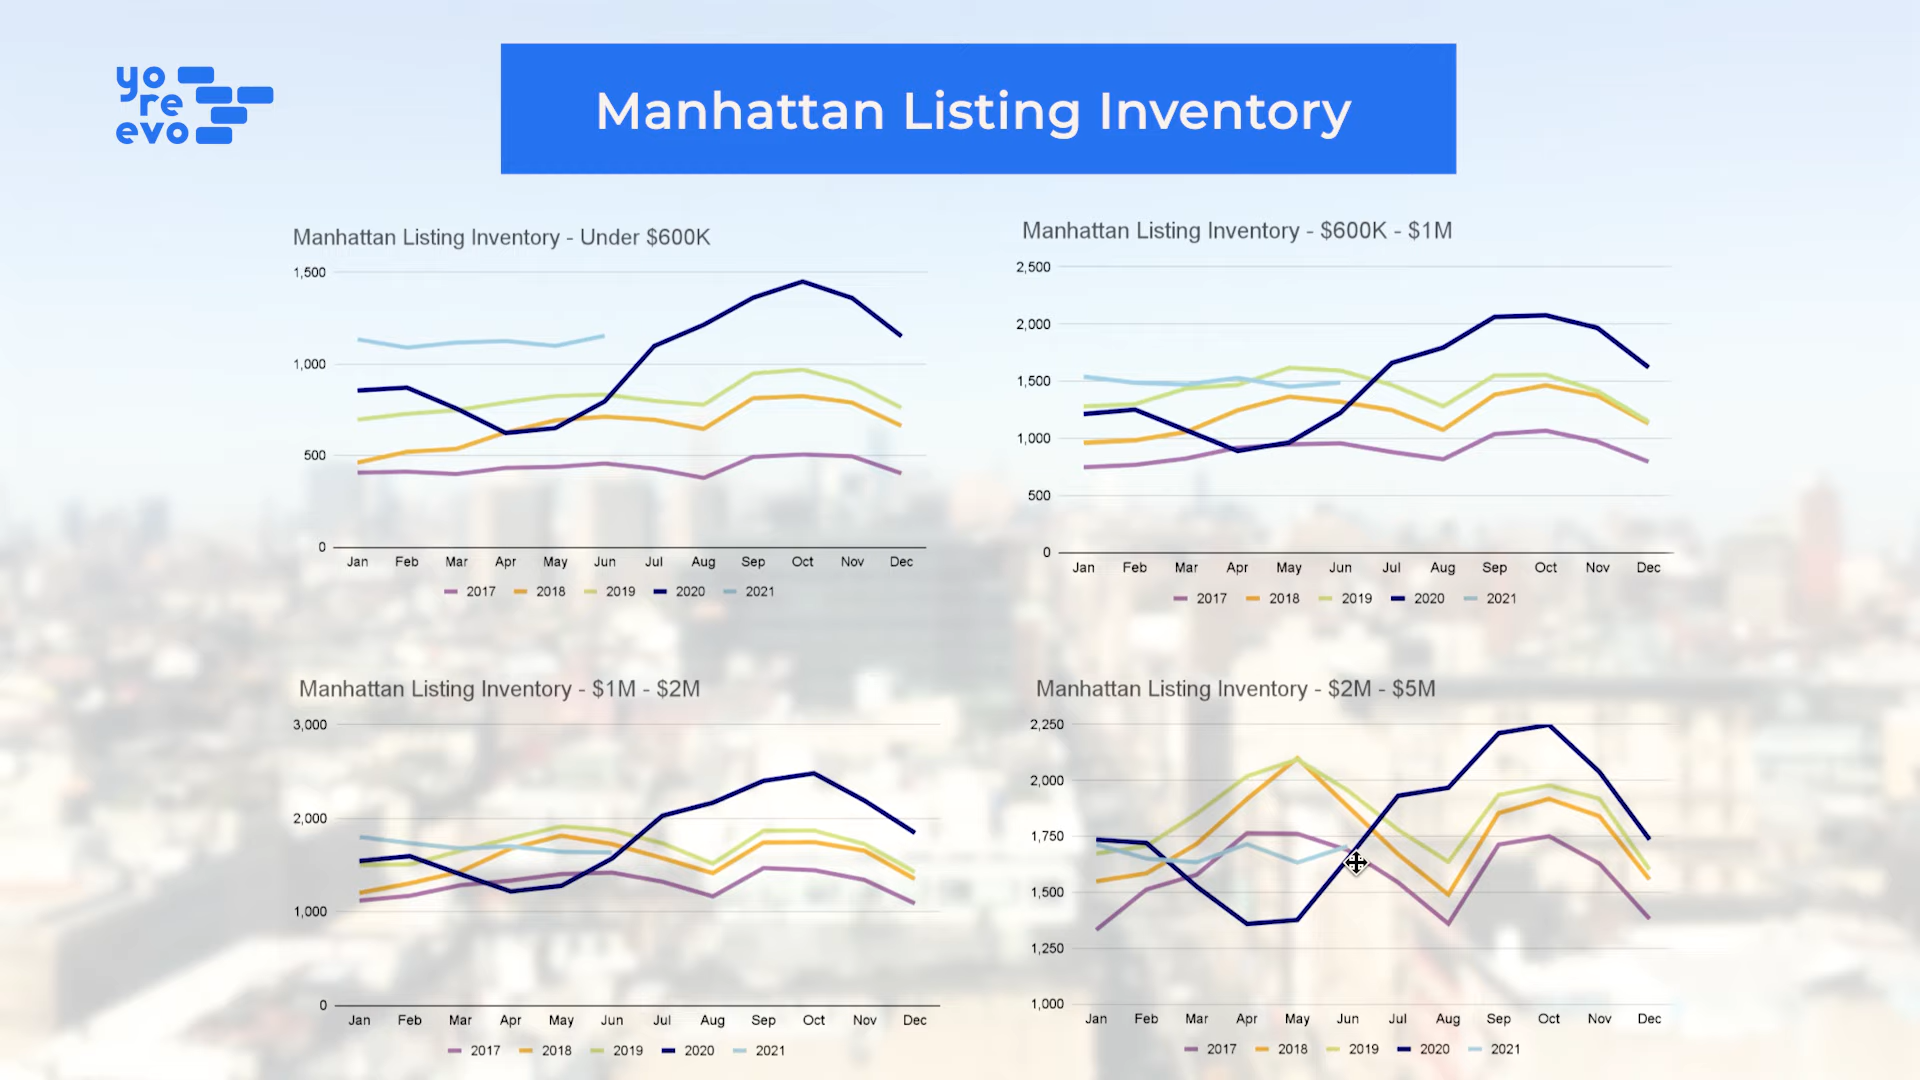 yo
re
evo
Manhattan Listing Inventory
Manhattan Listing Inventory - Under $600K
1,500
1,000
500
0
Jan Feb Mar Apr May Jun Jul Aug Sep Oct Nov Dec
2017 2018 2019 2020 2021
Manhattan Listing Inventory - $600K - $1M
2,500
2,000
1,500
1,000
500
0
Jan Feb Mar Apr May Jun Jul Aug Sep Oct Nov Dec
2017 2018 2019 2020 2021
Manhattan Listing Inventory - $1M - $2M
3,000
2,000
1,000
0
Jan Feb Mar Apr May Jun Jul Aug Sep Oct Nov Dec
2017 2018 2019 2020 2021
Manhattan Listing Inventory - $2M - $5M
2,250
2,000
1,750
1,500
1,250
1,000
Jan Feb Mar Apr May Jun Jul Aug Sep Oct Nov Dec
2017 2018 2019 2020 2021